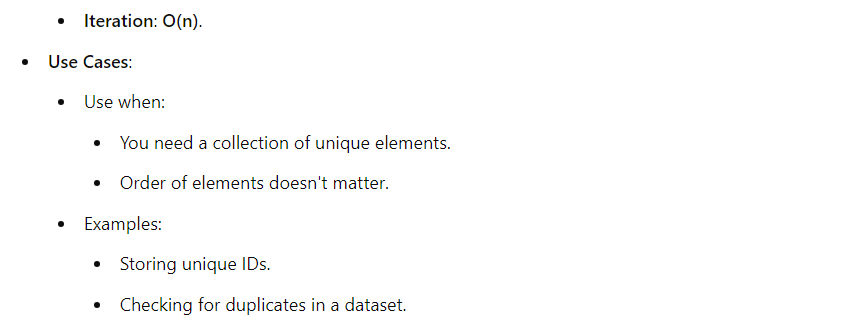 Iteration: O(n).
Use Cases:
Use when:
You need a collection of unique elements.
Order of elements doesn't matter.
Examples:
Storing unique IDs.
Checking for duplicates in a dataset.